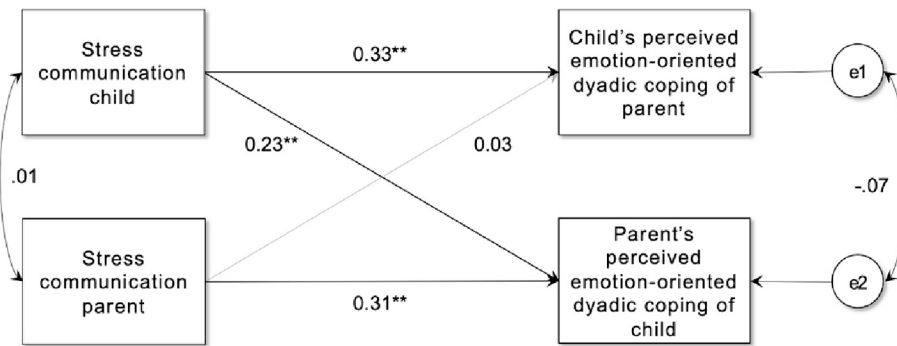 Stress
communication
child
0.33**
Child's perceived
emotion-oriented
dyadic coping of
parent
e1
0.23**
0.03
.01
-.07
Stress
communication
parent
0.31**
Parent's
perceived
emotion-oriented
dyadic coping of
child
e2